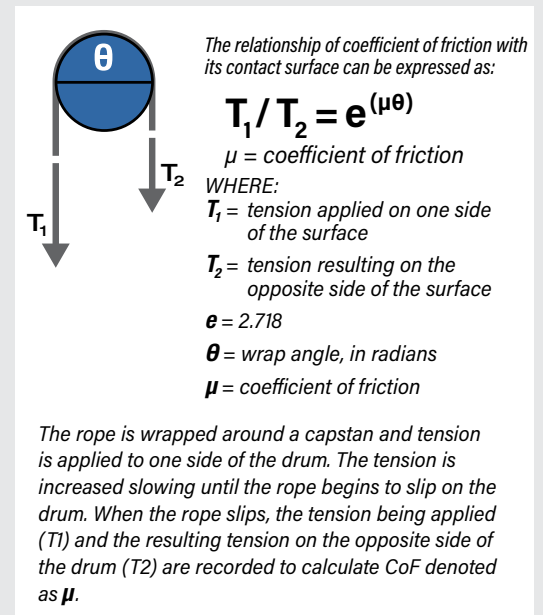 θ
T₁
T₂
The relationship of coefficient of friction with
its contact surface can be expressed as:
T₁/ T₂ = e^(μθ)
μ = coefficient of friction
WHERE:
T₁ = tension applied on one side
of the surface
T₂ = tension resulting on the
opposite side of the surface
e = 2.718
θ = wrap angle, in radians
μ = coefficient of friction
The rope is wrapped around a capstan and tension
is applied to one side of the drum. The tension is
increased slowing until the rope begins to slip on the
drum. When the rope slips, the tension being applied
(T1) and the resulting tension on the opposite side of
the drum (T2) are recorded to calculate CoF denoted
as μ.